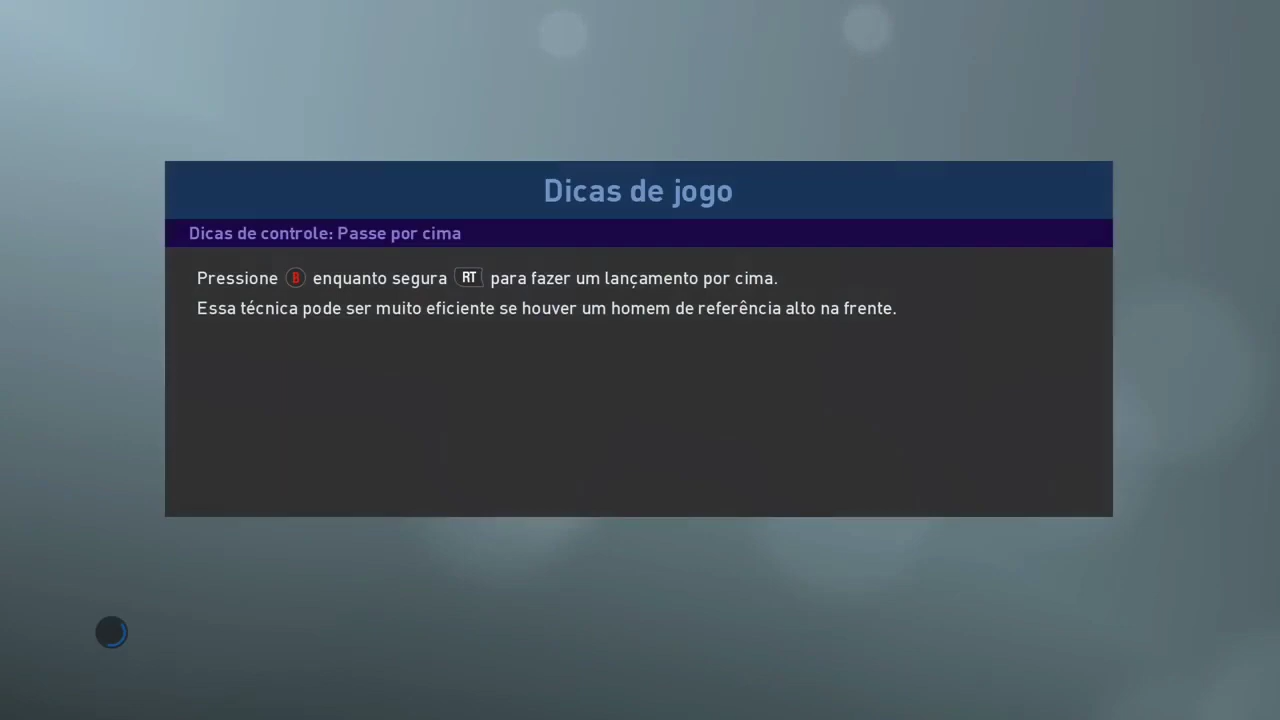 Dicas de jogo
Dicas de controle: Passe por cima
Pressione B enquanto segura RT para fazer um lançamento por cima.
Essa técnica pode ser muito eficiente se houver um homem de referência alto na frente.